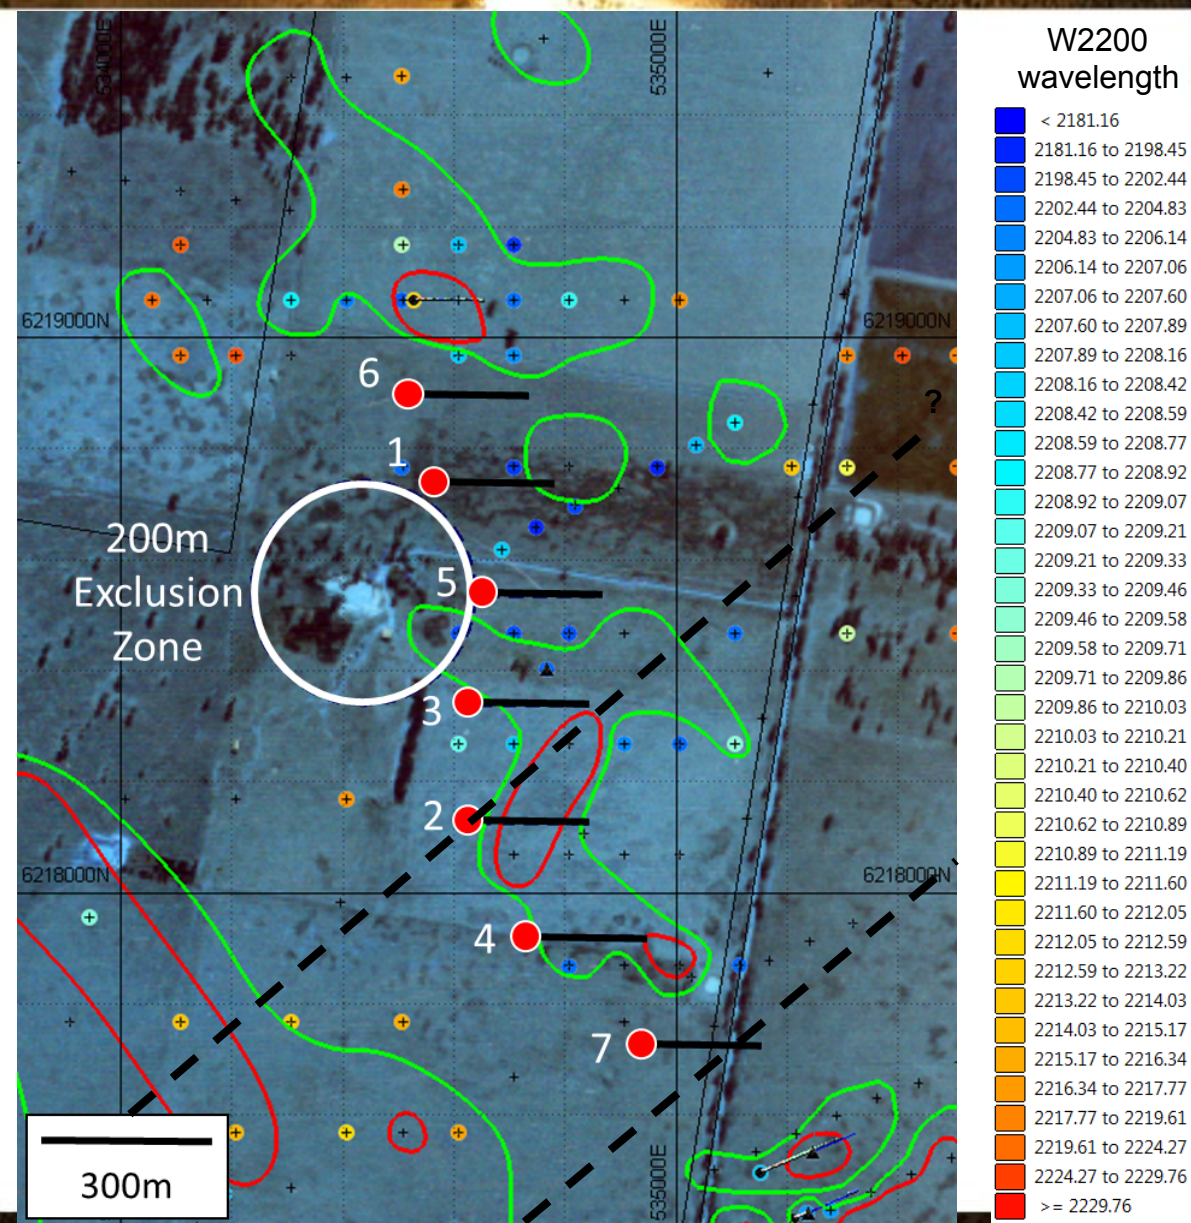 534000E
535000E
6219000N
6219000N
6
?
1
200m
Exclusion
Zone
5
3
2
6218000N
6218000N
4
7
535000E
300m
W2200
wavelength
< 2181.16
2181.16 to 2198.45
2198.45 to 2202.44
2202.44 to 2204.83
2204.83 to 2206.14
2206.14 to 2207.06
2207.06 to 2207.60
2207.60 to 2207.89
2207.89 to 2208.16
2208.16 to 2208.42
2208.42 to 2208.59
2208.59 to 2208.77
2208.77 to 2208.92
2208.92 to 2209.07
2209.07 to 2209.21
2209.21 to 2209.33
2209.33 to 2209.46
2209.46 to 2209.58
2209.58 to 2209.71
2209.71 to 2209.86
2209.86 to 2210.03
2210.03 to 2210.21
2210.21 to 2210.40
2210.40 to 2210.62
2210.62 to 2210.89
2210.89 to 2211.19
2211.19 to 2211.60
2211.60 to 2212.05
2212.05 to 2212.59
2212.59 to 2213.22
2213.22 to 2214.03
2214.03 to 2215.17
2215.17 to 2216.34
2216.34 to 2217.77
2217.77 to 2219.61
2219.61 to 2224.27
2224.27 to 2229.76
>= 2229.76